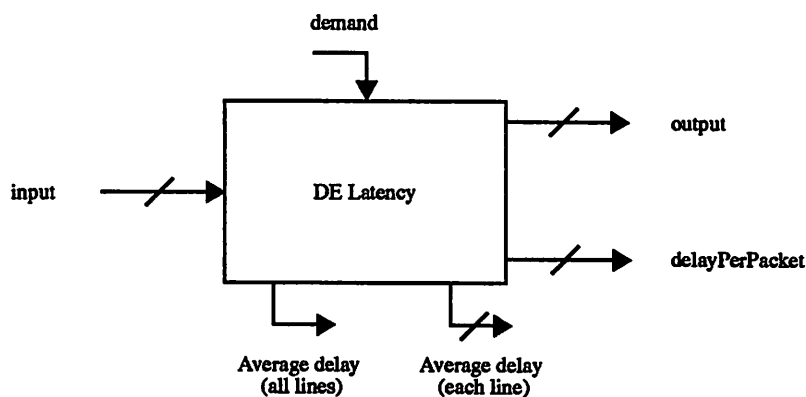 demand
output
input
DE Latency
delayPerPacket
Average delay
(all lines)
Average delay
(each line)